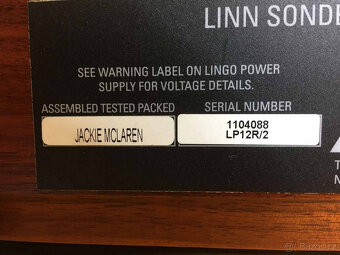 LINN SONDE
SEE WARNING LABEL ON LINGO POWER
SUPPLY FOR VOLTAGE DETAILS.
ASSEMBLED TESTED PACKED
SERIAL NUMBER
JACKIE MCLAREN
1104088
LP12R/2